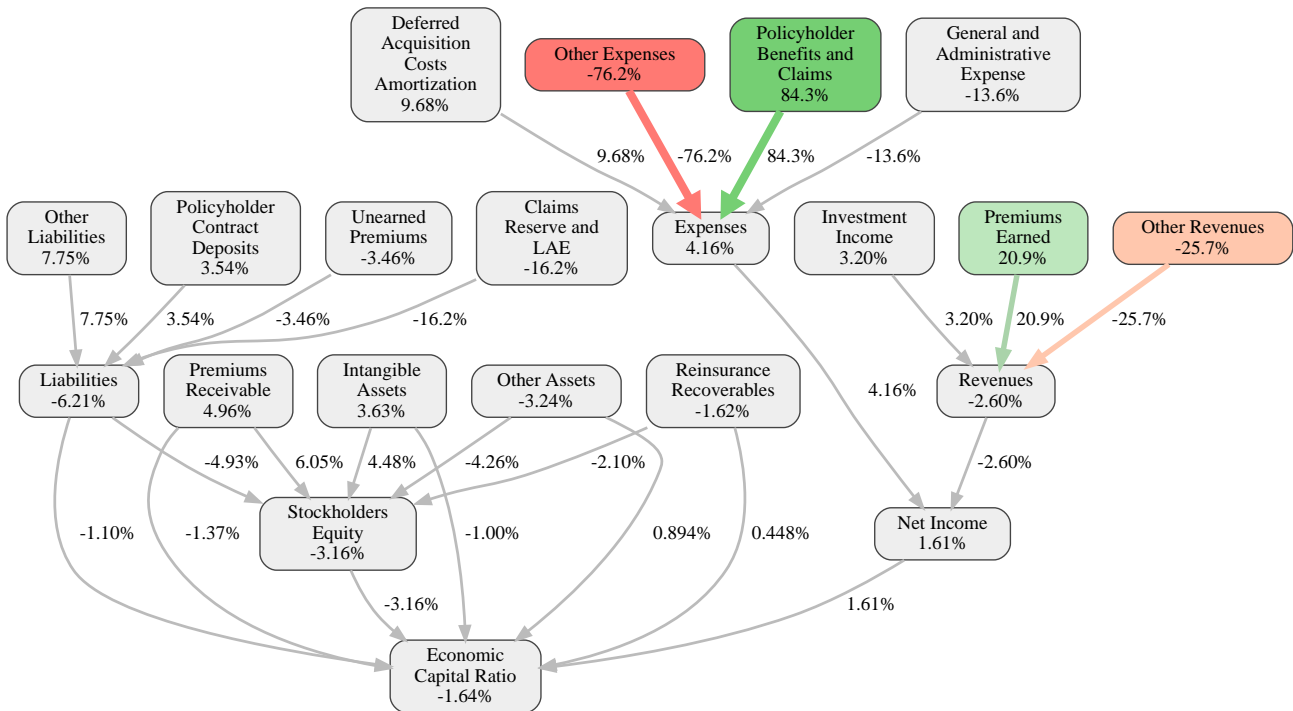 Deferred
Acquisition
Costs
Amortization
9.68%
Other Expenses
-76.2%
Policyholder
Benefits and
Claims
84.3%
General and
Administrative
Expense
-13.6%
9.68%
-76.2%
84.3%
-13.6%
Other
Liabilities
7.75%
Policyholder
Contract
Deposits
3.54%
Unearned
Premiums
-3.46%
Claims
Reserve and
LAE
-16.2%
Expenses
4.16%
Investment
Income
3.20%
Premiums
Earned
20.9%
Other Revenues
-25.7%
7.75%
3.54%
-3.46%
-16.2%
3.20%
20.9%
-25.7%
Liabilities
-6.21%
Premiums
Receivable
4.96%
Intangible
Assets
3.63%
Other Assets
-3.24%
Reinsurance
Recoverables
-1.62%
4.16%
Revenues
-2.60%
-4.93%
6.05%
4.48%
-4.26%
-2.10%
-2.60%
Stockholders
Equity
-3.16%
Net Income
1.61%
-1.10%
-1.37%
-1.00%
0.894%
0.448%
-3.16%
1.61%
Economic
Capital Ratio
-1.64%